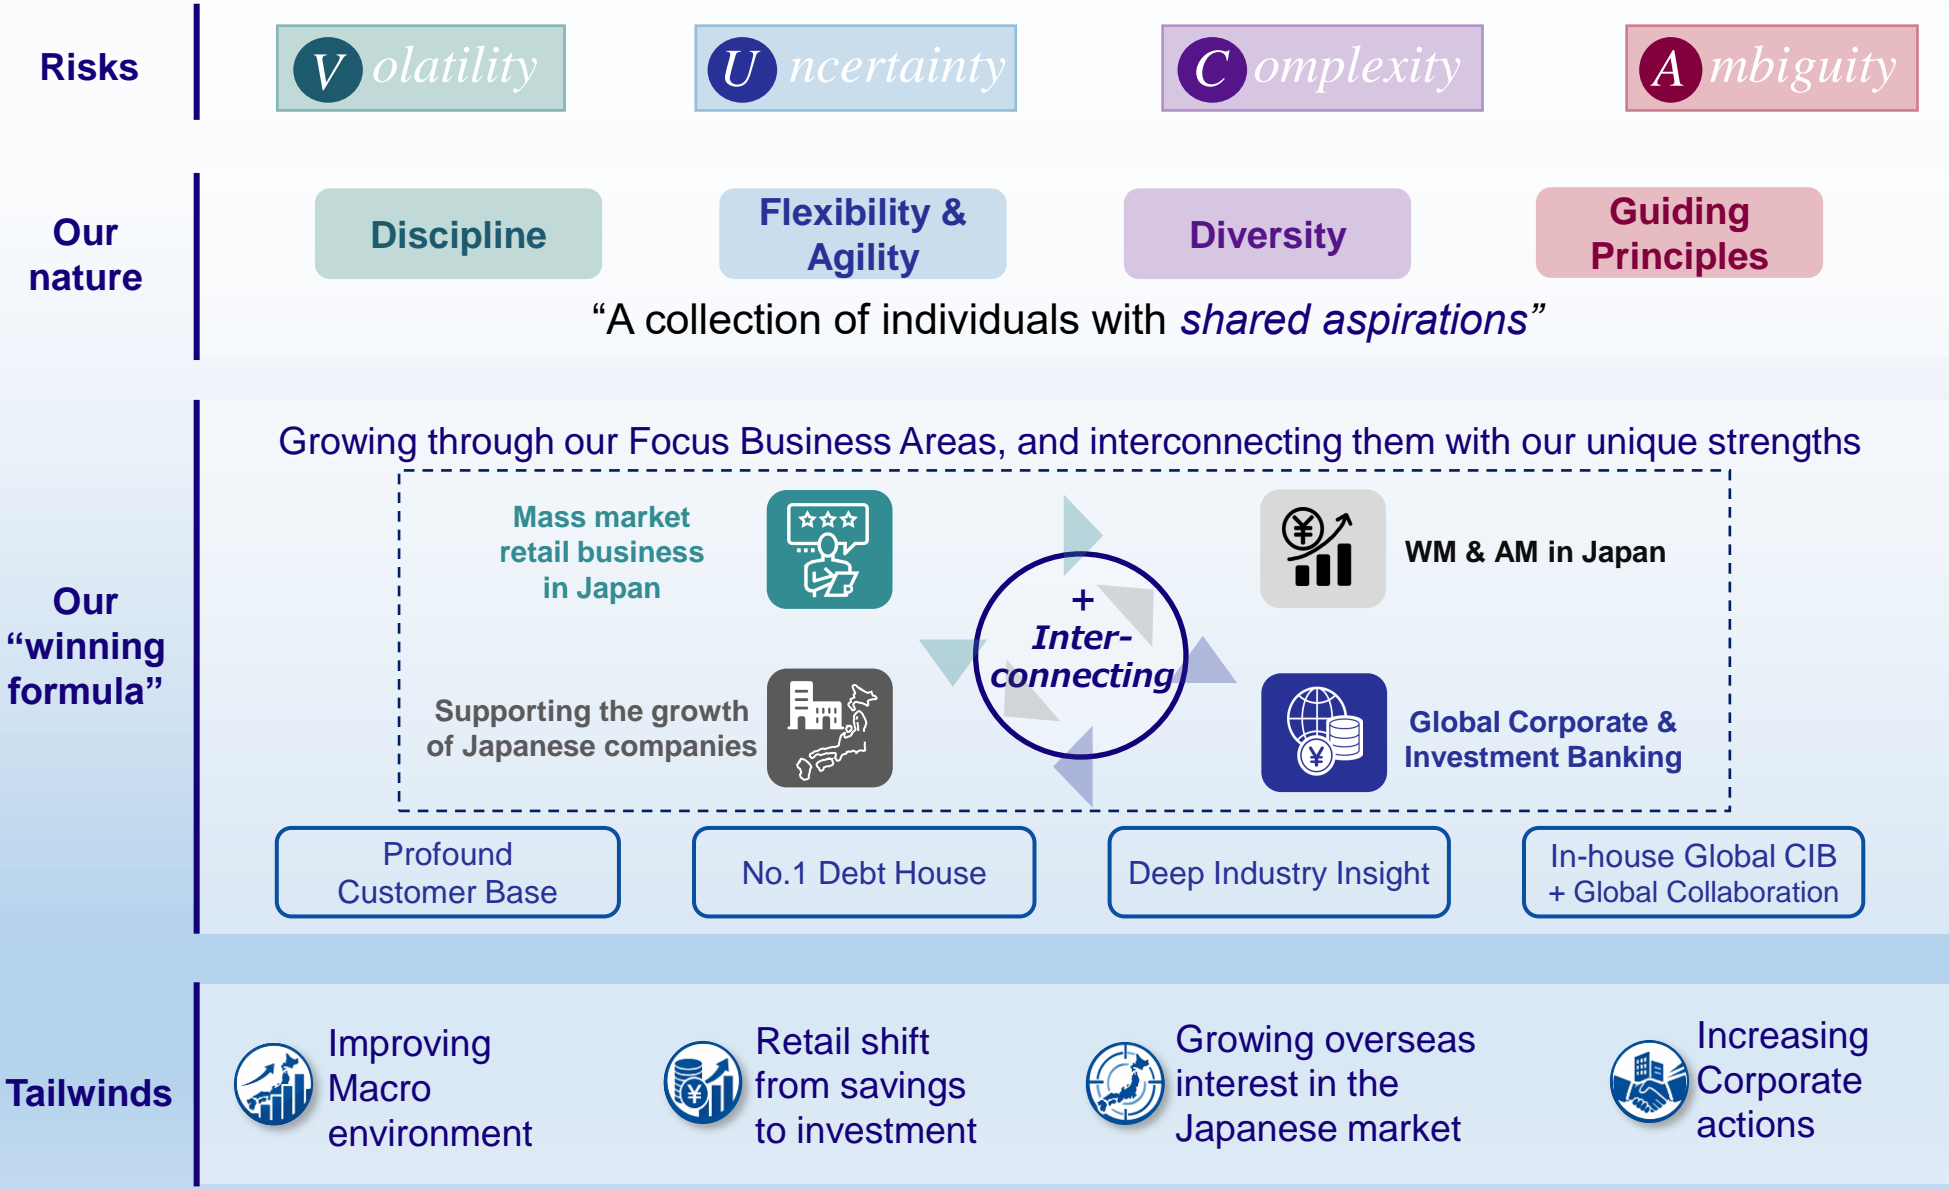 Risks
Volatility
Uncertainty
Complexity
Ambiguity
Our
nature
Discipline
Flexibility &
Agility
Diversity
Guiding
Principles
“A collection of individuals with shared aspirations”
Our
“winning
formula”
Growing through our Focus Business Areas, and interconnecting them with our unique strengths
Mass market
retail business
in Japan
WM & AM in Japan
+
Inter-
connecting
Supporting the growth
of Japanese companies
Global Corporate &
Investment Banking
Profound
Customer Base
No.1 Debt House
Deep Industry Insight
In-house Global CIB
+ Global Collaboration
Tailwinds
Improving
Macro
environment
Retail shift
from savings
to investment
Growing overseas
interest in the
Japanese market
Increasing
Corporate
actions